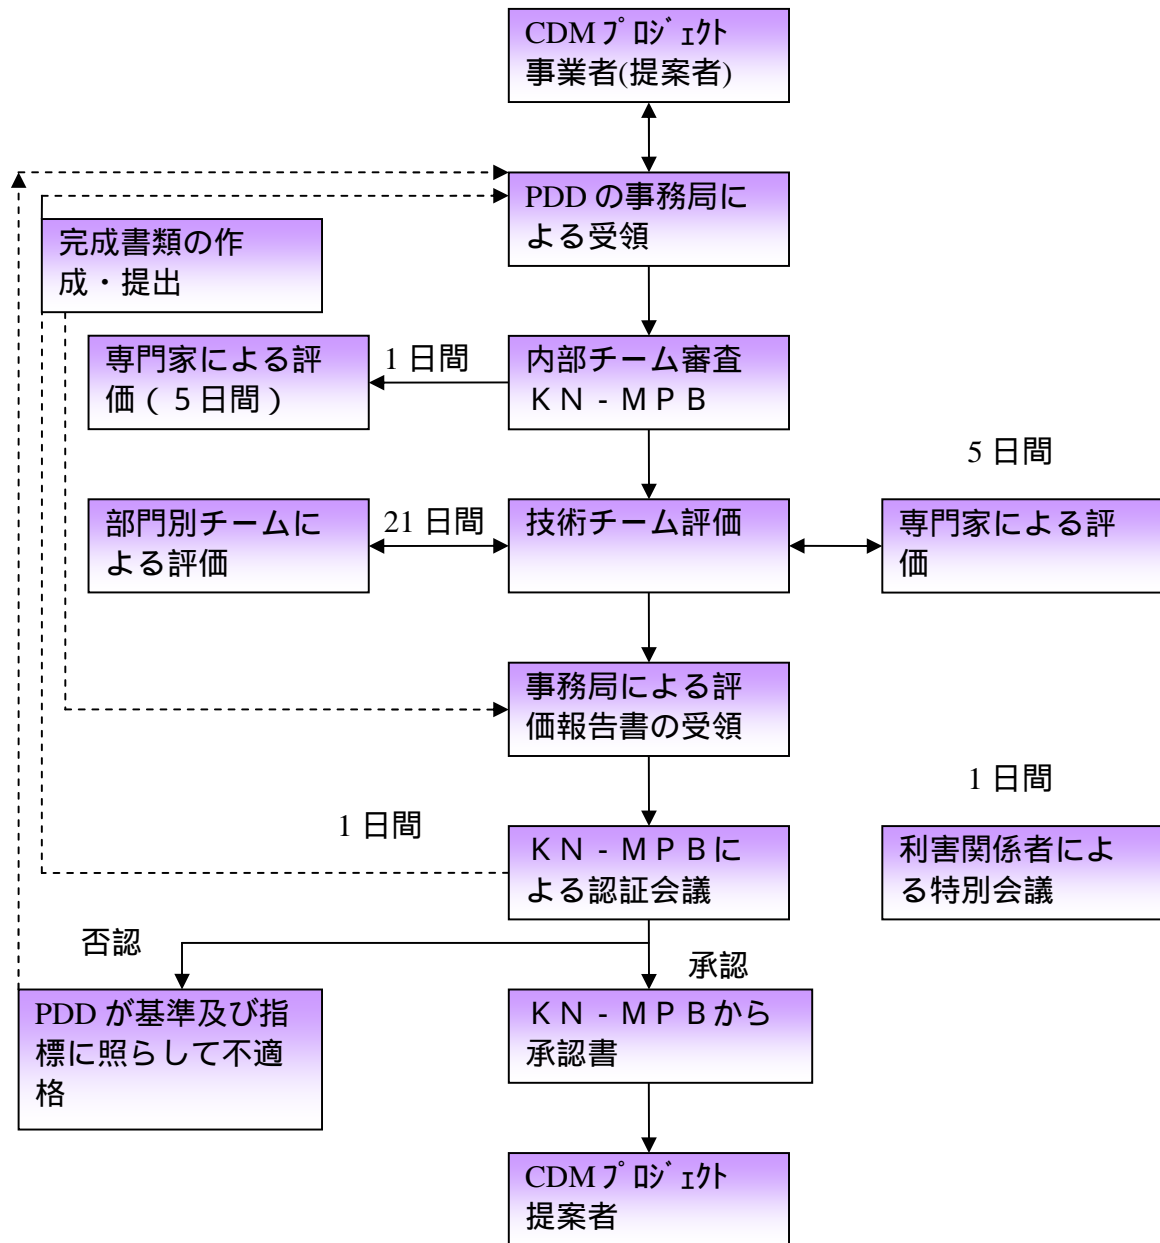 CDMﾌﾟﾛｼﾞｪｸﾄ
事業者(提案者)
PDD の事務局に
よる受領
完成書類の作
成・提出
専門家による評
価(5日間)
1 日間
内部チーム審査
ＫＮ‐ＭＰＢ
5 日間
部門別チームに
よる評価
21 日間
技術チーム評価
専門家による評
価
事務局による評
価報告書の受領
1 日間
1 日間
ＫＮ‐ＭＰＢに
よる認証会議
利害関係者によ
る特別会議
否認
承認
PDD が基準及び指
標に照らして不適
格
ＫＮ‐ＭＰＢから
承認書
CDMﾌﾟﾛｼﾞｪｸﾄ
提案者